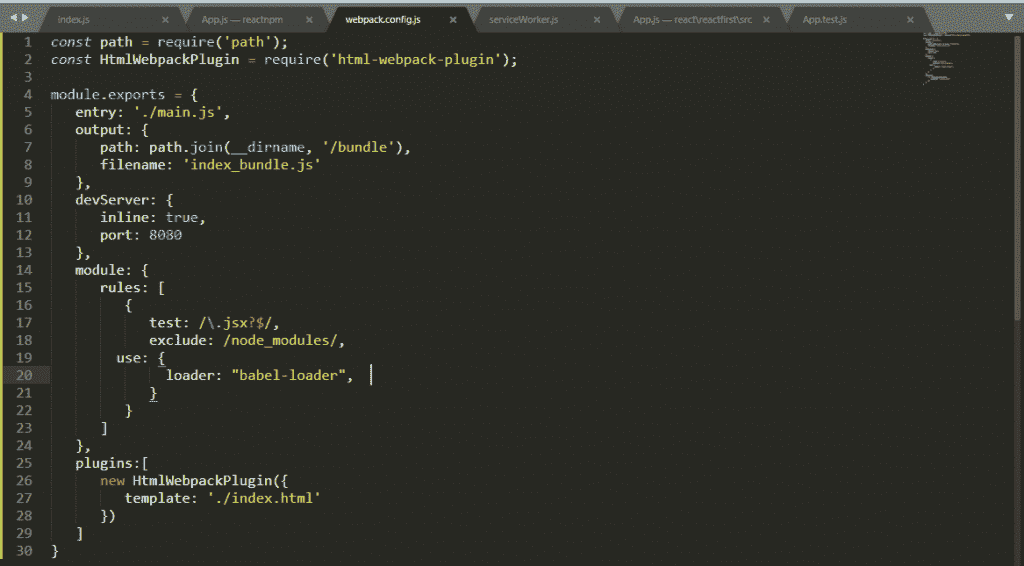 index.js × App.js — reactnpm × webpack.config.js × serviceWorker.js × App.js — react\reactfirst\src × App.test.js ×
1 const path = require('path');
2 const HtmlWebpackPlugin = require('html-webpack-plugin');
3
4 module.exports = {
5 entry: './main.js',
6 output: {
7 path: path.join(__dirname, '/bundle'),
8 filename: 'index_bundle.js'
9 },
10 devServer: {
11 inline: true,
12 port: 8080
13 },
14 module: {
15 rules: [
16 {
17 test: /\.jsx?$/,
18 exclude: /node_modules/,
19 use: {
20 loader: "babel-loader",
21 }
22 }
23 ]
24 },
25 plugins:[
26 new HtmlWebpackPlugin({
27 template: './index.html'
28 })
29 ]
30 }